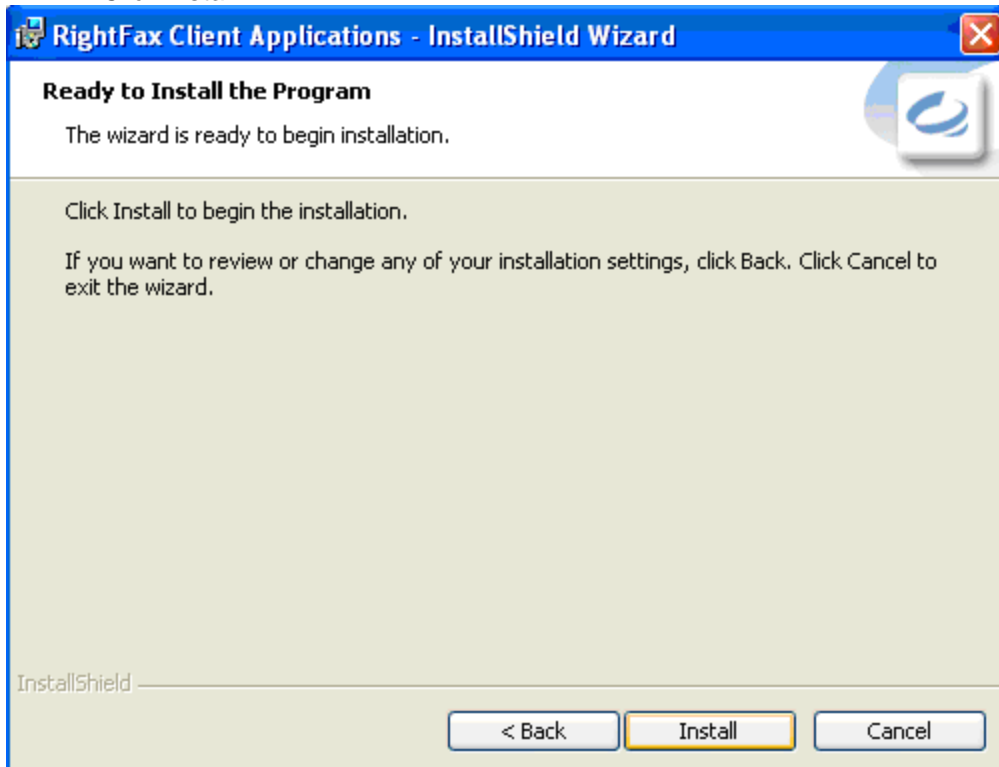 RightFax Client Applications - InstallShield Wizard
Ready to Install the Program
The wizard is ready to begin installation.
Click Install to begin the installation.
If you want to review or change any of your installation settings, click Back. Click Cancel to
exit the wizard.
InstallShield
< Back
Install
Cancel